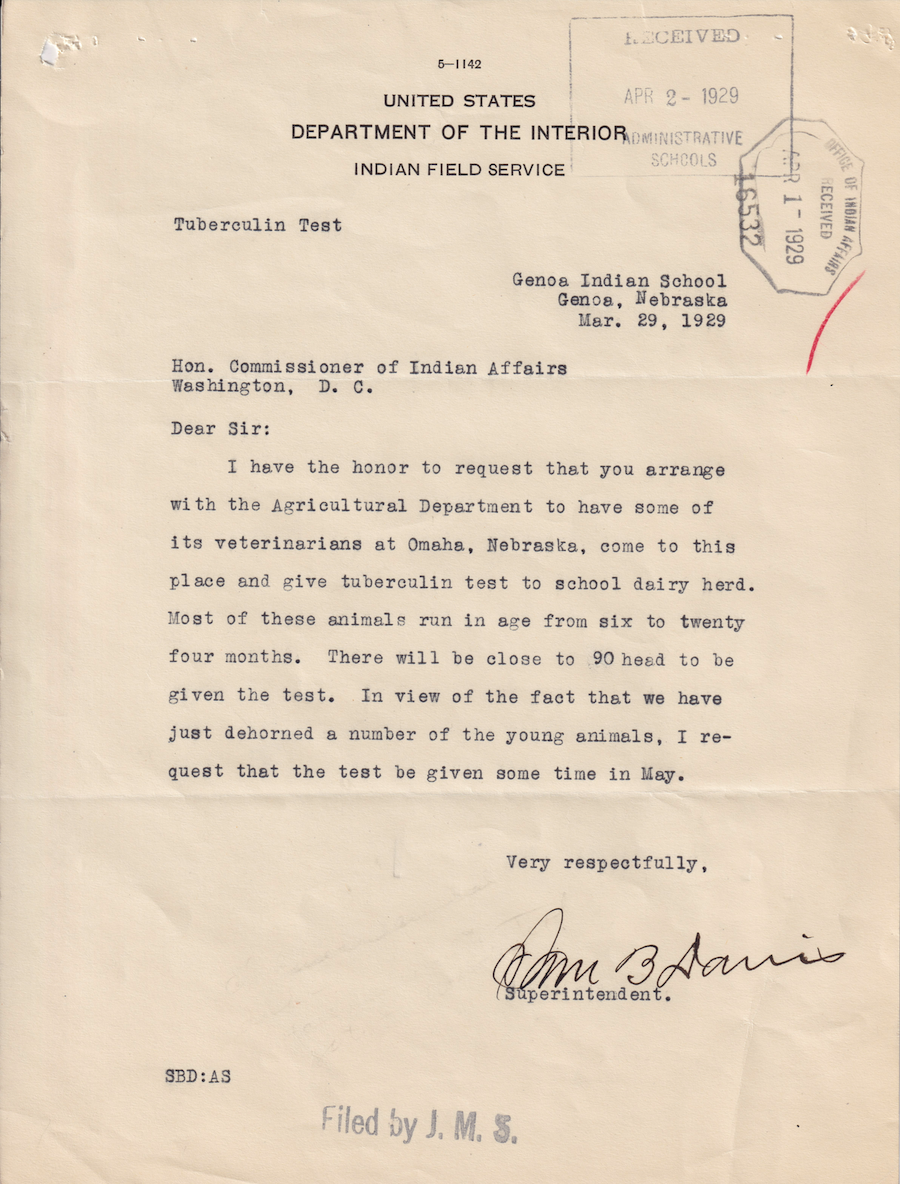 5—1142
UNITED STATES
DEPARTMENT OF THE INTERIOR
INDIAN FIELD SERVICE
RECEIVED
APR 2 - 1929
ADMINISTRATIVE
SCHOOLS
OFFICE OF INDIAN AFFAIRS
RECEIVED
APR 1 - 1929
16532
Tuberculin Test
Genoa Indian School
Genoa, Nebraska
Mar. 29, 1929
Hon. Commissioner of Indian Affairs
Washington, D. C.
Dear Sir:
I have the honor to request that you arrange
with the Agricultural Department to have some of
its veterinarians at Omaha, Nebraska, come to this
place and give tuberculin test to school dairy herd.
Most of these animals run in age from six to twenty
four months. There will be close to 90 head to be
given the test. In view of the fact that we have
just dehorned a number of the young animals, I re-
quest that the test be given some time in May.
Very respectfully,
Sam B Davis
Superintendent.
SBD:AS
Filed by J. M. S.